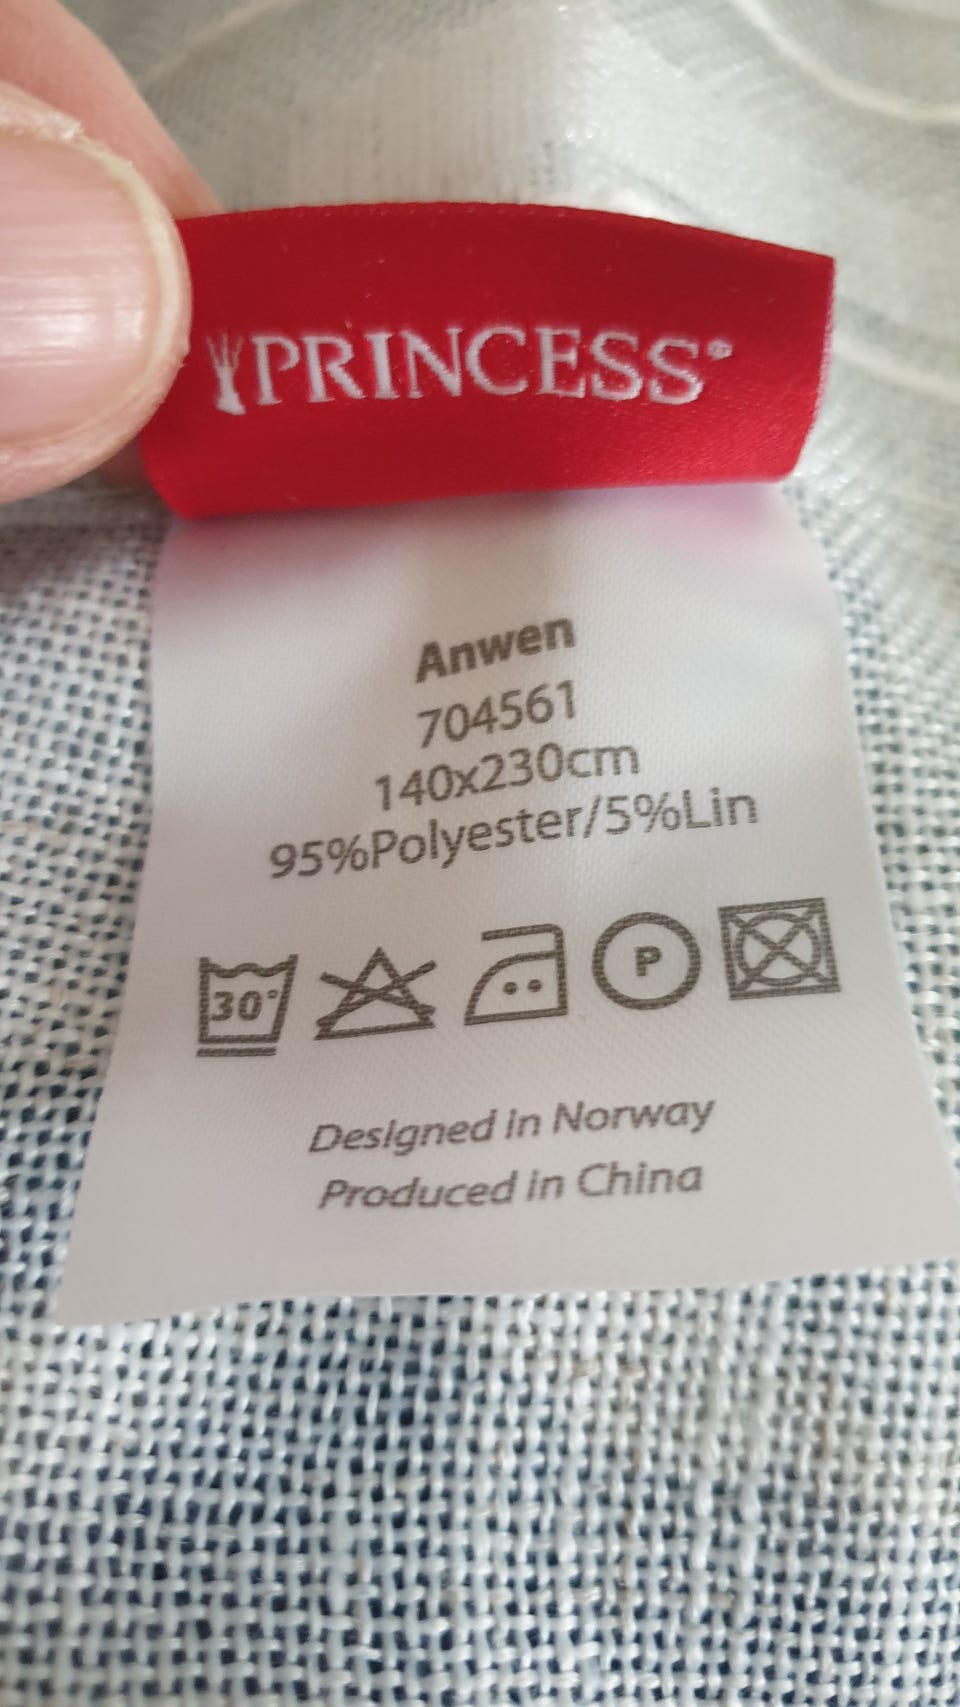 PRINCESS®
Anwen
704561
140x230cm
95%Polyester/5%Lin
30°
P
Designed in Norway
Produced in China